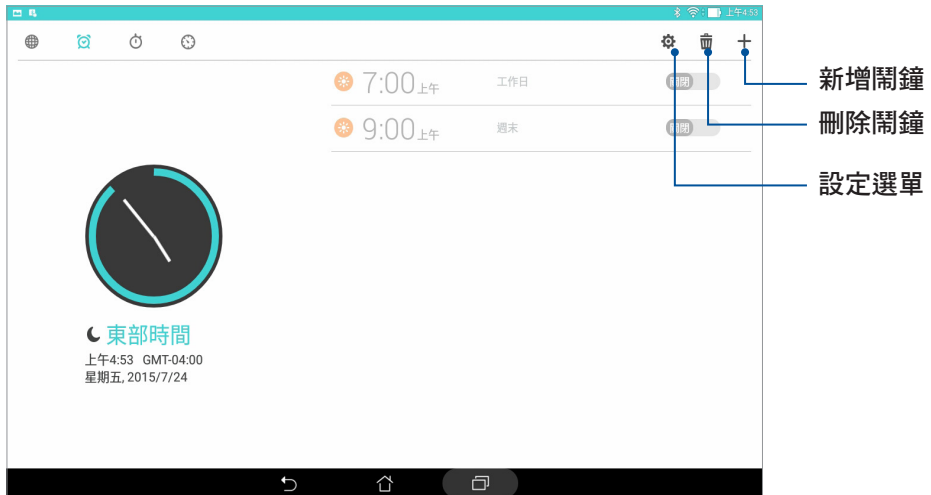 上午4:53
7:00上午 工作日 關閉
9:00上午 週末 關閉
新增鬧鐘
刪除鬧鐘
設定選單
東部時間
上午4:53 GMT-04:00
星期五, 2015/7/24